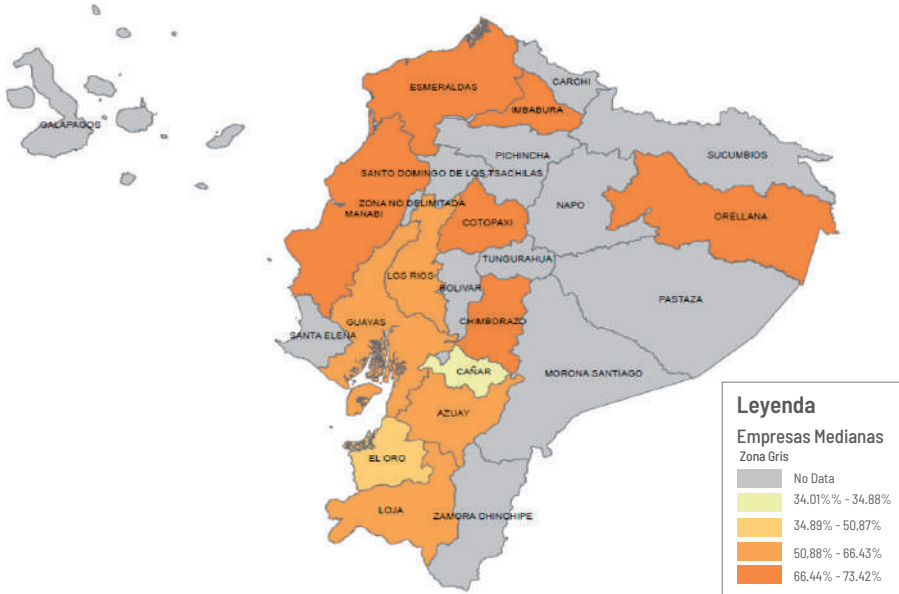 ESMERALDAS
CARCHI
IMBABURA
GALAPAGOS
PICHINCHA
SUCUMBIOS
SANTO DOMINGO DE LOS TSACHILAS
ZONA NO DELIMITADA
NAPO
MANABI
COTOPAXI
ORELLANA
TUNGURAHUA
LOS RIOS
BOLIVAR
PASTAZA
GUAYAS
CHIMBORAZO
SANTA ELENA
CAÑAR
MORONA SANTIAGO
AZUAY
EL ORO
LOJA
ZAMORA CHINCHIPE
Leyenda
Empresas Medianas
Zona Gris
No Data
34.01%% - 34.88%
34.89% - 50,87%
50,88% - 66.43%
66.44% - 73.42%